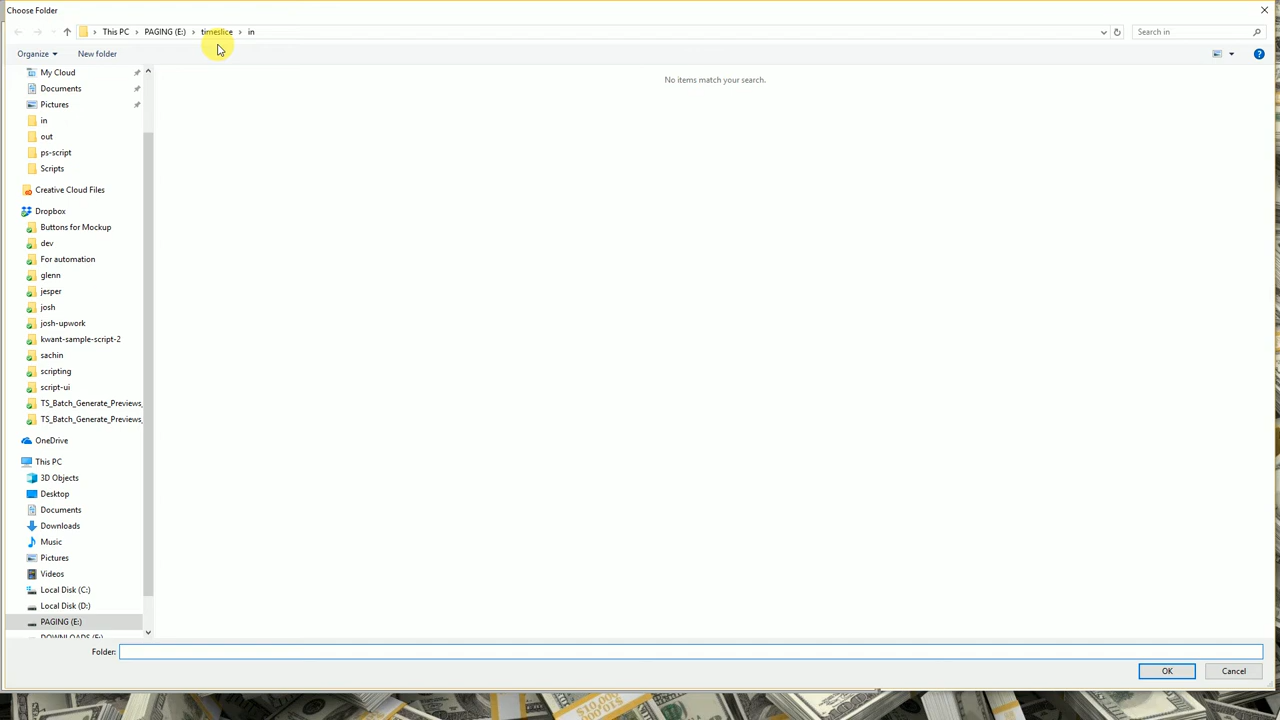 Choose Folder
This PC
PAGING (E:)
timeslice
in
Search in
Organize
New folder
No items match your search.
My Cloud
Documents
Pictures
in
out
ps-script
Scripts
Creative Cloud Files
Dropbox
Buttons for Mockup
dev
For automation
glenn
jesper
josh
josh-upwork
kwant-sample-script-2
sachin
scripting
script-ui
TS_Batch_Generate_Previews_
TS_Batch_Generate_Previews_
OneDrive
This PC
3D Objects
Desktop
Documents
Downloads
Music
Pictures
Videos
Local Disk (C:)
Local Disk (D:)
PAGING (E:)
Folder:
OK
Cancel